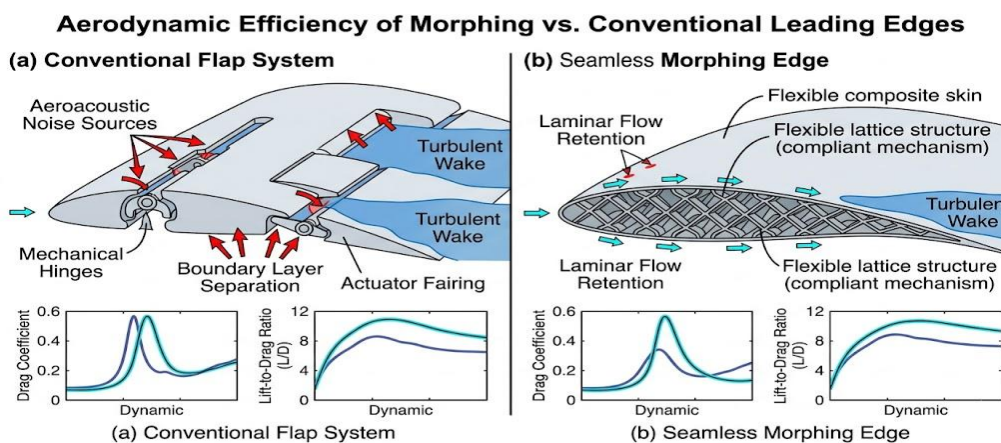 Aerodynamic Efficiency of Morphing vs. Conventional Leading Edges
(a) Conventional Flap System
Aeroacoustic
Noise Sources
Turbulent
Wake
Turbulent
Wake
Mechanical
Hinges
Boundary Layer
Separation
Actuator Fairing
Drag Coefficient
0.6
0.4
0.2
0
Dynamic
Lift-to-Drag Ratio
(L/D)
12
8
4
0
Dynamic
(a) Conventional Flap System
(b) Seamless Morphing Edge
Flexible composite skin
Laminar Flow
Retention
Flexible lattice structure
(compliant mechanism)
Turbulent
Wake
Laminar Flow
Retention
Flexible lattice structure
(compliant mechanism)
Drag Coefficient
0.6
0.4
0.2
0
Dynamic
Lift-to-Drag Ratio
(L/D)
12
8
4
0
Dynamic
(b) Seamless Morphing Edge